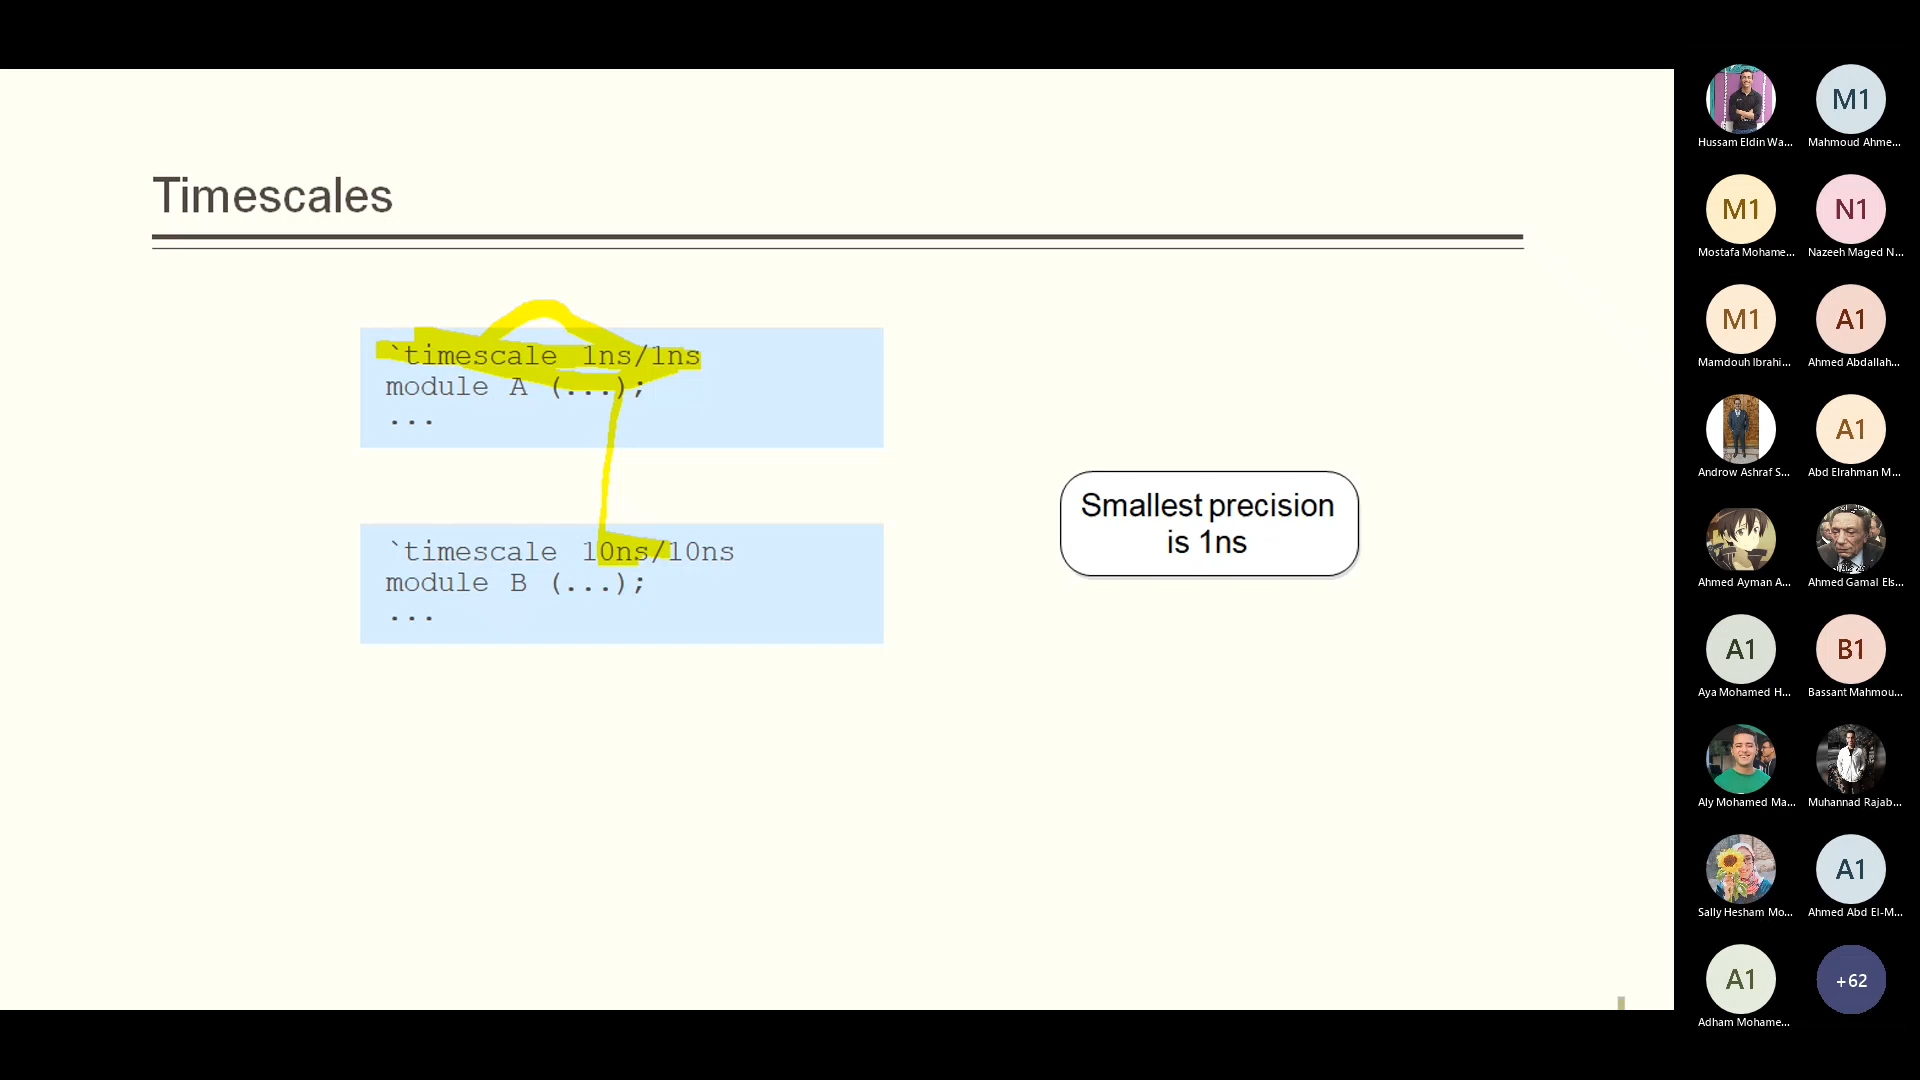 Timescales
`timescale 1ns/1ns
module A (...);
...
`timescale 10ns/10ns
module B (...);
...
Smallest precision
is 1ns
Hussam Eldin Wa...
M1
Mahmoud Ahme...
M1
Mostafa Mohame...
N1
Nazeeh Maged N...
M1
Mamdouh Ibrahi...
A1
Ahmed Abdallah...
Androw Ashraf S...
A1
Abd Elrahman M...
Ahmed Ayman A...
Ahmed Gamal Els...
A1
Aya Mohamed H...
B1
Bassant Mahmou...
Aly Mohamed Ma...
Muhannad Rajab...
Sally Hesham Mo...
A1
Ahmed Abd El-M...
A1
Adham Mohame...
+62